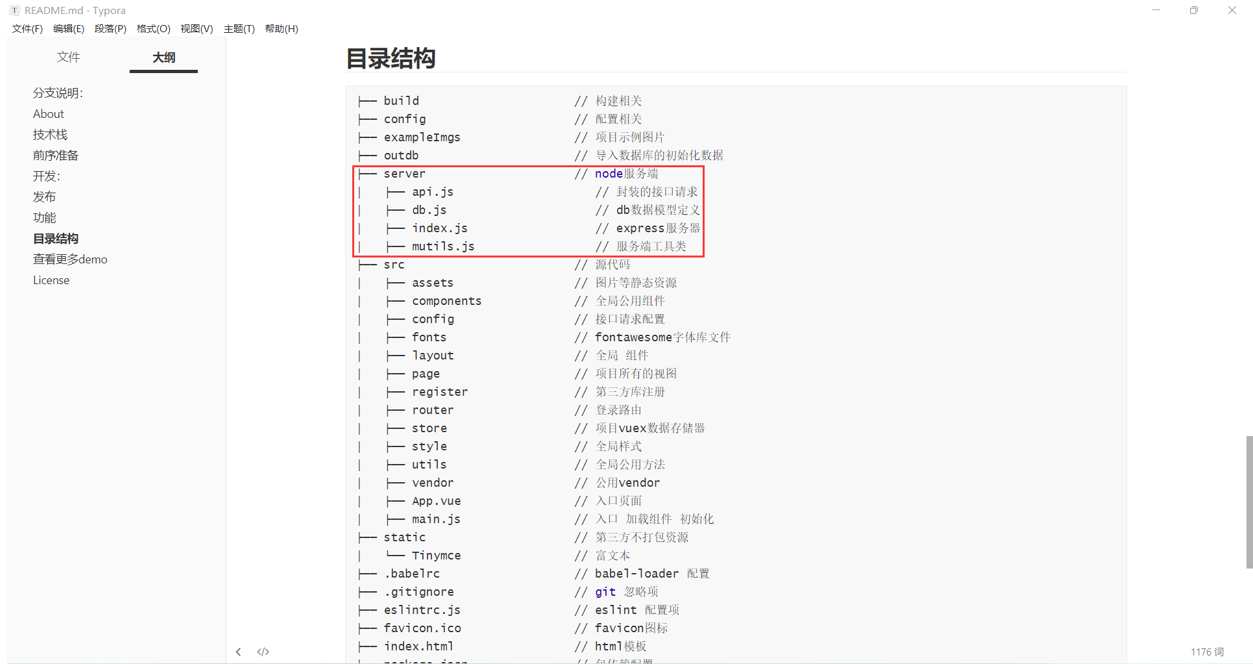 README.md - Typora
文件(F) 编辑(E) 段落(P) 格式(O) 视图(V) 主题(T) 帮助(H)
文件 大纲
分支说明:
About
技术栈
前序准备
开发:
发布
功能
目录结构
查看更多demo
License
目录结构
├── build // 构建相关
├── config // 配置相关
├── exampleImgs // 项目示例图片
├── outdb // 导入数据库的初始化数据
├── server // node服务端
| ├── api.js // 封装的接口请求
| ├── db.js // db数据模型定义
| ├── index.js // express服务器
| ├── mutils.js // 服务端工具类
├── src // 源代码
| ├── assets // 图片等静态资源
| ├── components // 全局公用组件
| ├── config // 接口请求配置
| ├── fonts // fontawesome字体库文件
| ├── layout // 全局 组件
| ├── page // 项目所有的视图
| ├── register // 第三方库注册
| ├── router // 登录路由
| ├── store // 项目vuex数据存储器
| ├── style // 全局样式
| ├── utils // 全局公用方法
| ├── vendor // 公用vendor
| ├── App.vue // 入口页面
| ├── main.js // 入口 加载组件 初始化
├── static // 第三方不打包资源
| └── Tinymce // 富文本
├── .babelrc // babel-loader 配置
├── .gitignore // git 忽略项
├── eslintrc.js // eslint 配置项
├── favicon.ico // favicon图标
├── index.html // html模板
├── package.json // 包依赖配置
1176 词